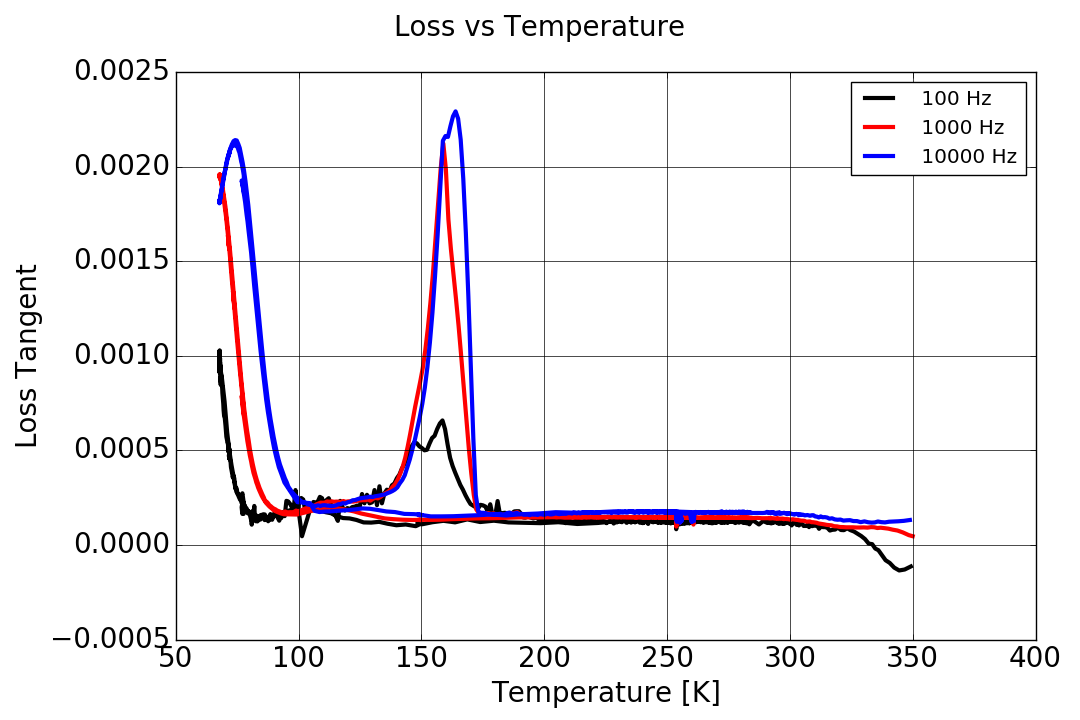 Loss vs Temperature
0.0025
0.0020
0.0015
0.0010
0.0005
0.0000
−0.0005
Loss Tangent
100 Hz
1000 Hz
10000 Hz
50 100 150 200 250 300 350 400
Temperature [K]